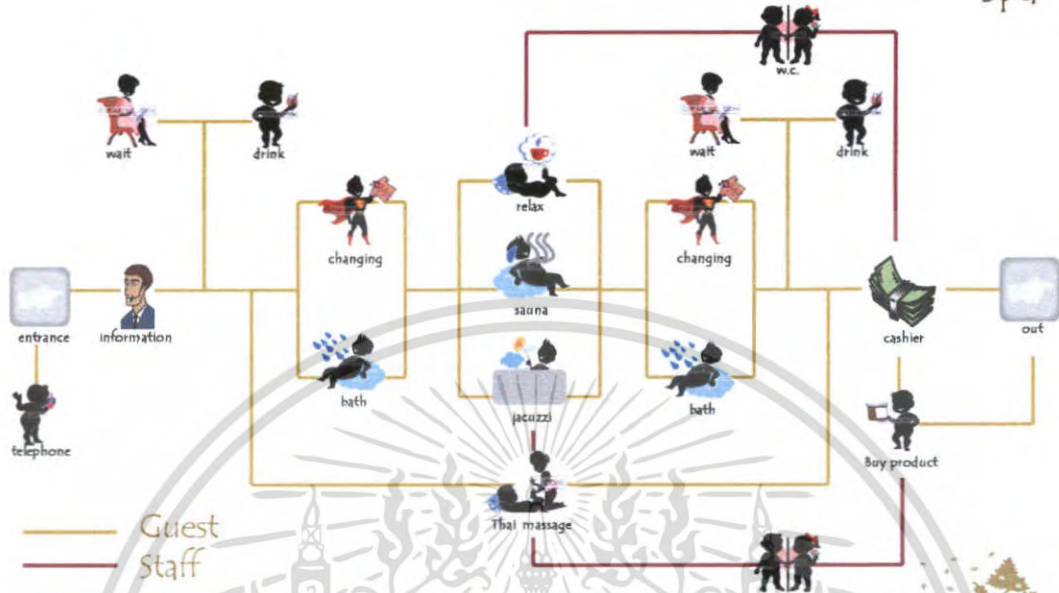 w.c.
wait
drink
wait
drink
relax
changing
changing
sauna
entrance
information
cashier
out
bath
jacuzzi
bath
telephone
Buy product
Thai massage
Guest
Staff